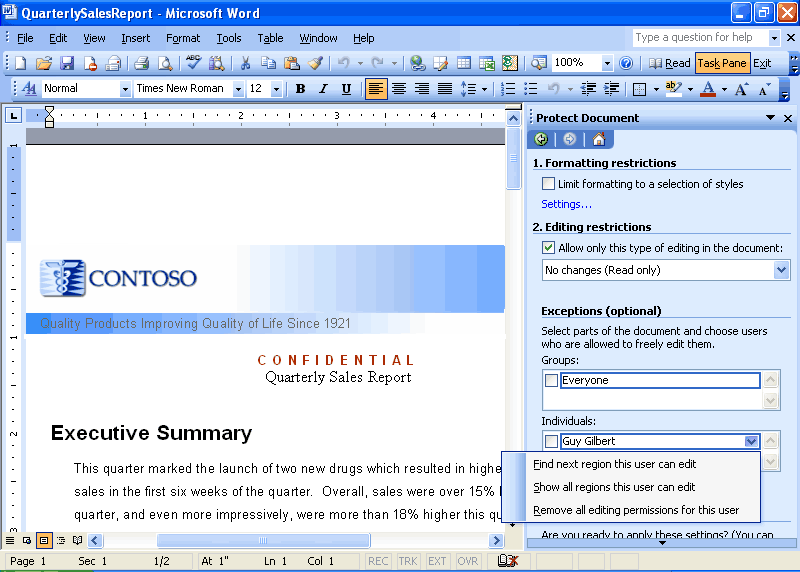 QuarterlySalesReport - Microsoft Word
File Edit View Insert Format Tools Table Window Help Type a question for help
100% Read Task Pane Exit
Normal Times New Roman 12 B I U
Protect Document
1 2 3 4
1. Formatting restrictions
Limit formatting to a selection of styles
Settings...
2. Editing restrictions
Allow only this type of editing in the document:
No changes (Read only)
Exceptions (optional)
Select parts of the document and choose users
who are allowed to freely edit them.
Groups:
Everyone
Individuals:
Guy Gilbert
Find next region this user can edit
Show all regions this user can edit
Remove all editing permissions for this user
Are you ready to apply these settings? (You can
CONTOSO
Quality Products Improving Quality of Life Since 1921
CONFIDENTIAL
Quarterly Sales Report
Executive Summary
This quarter marked the launch of two new drugs which resulted in highe
sales in the first six weeks of the quarter. Overall, sales were over 15%
quarter, and even more impressively, were more than 18% higher this qu
Page 1 Sec 1 1/2 At 1" Ln 1 Col 1 REC TRK EXT OVR